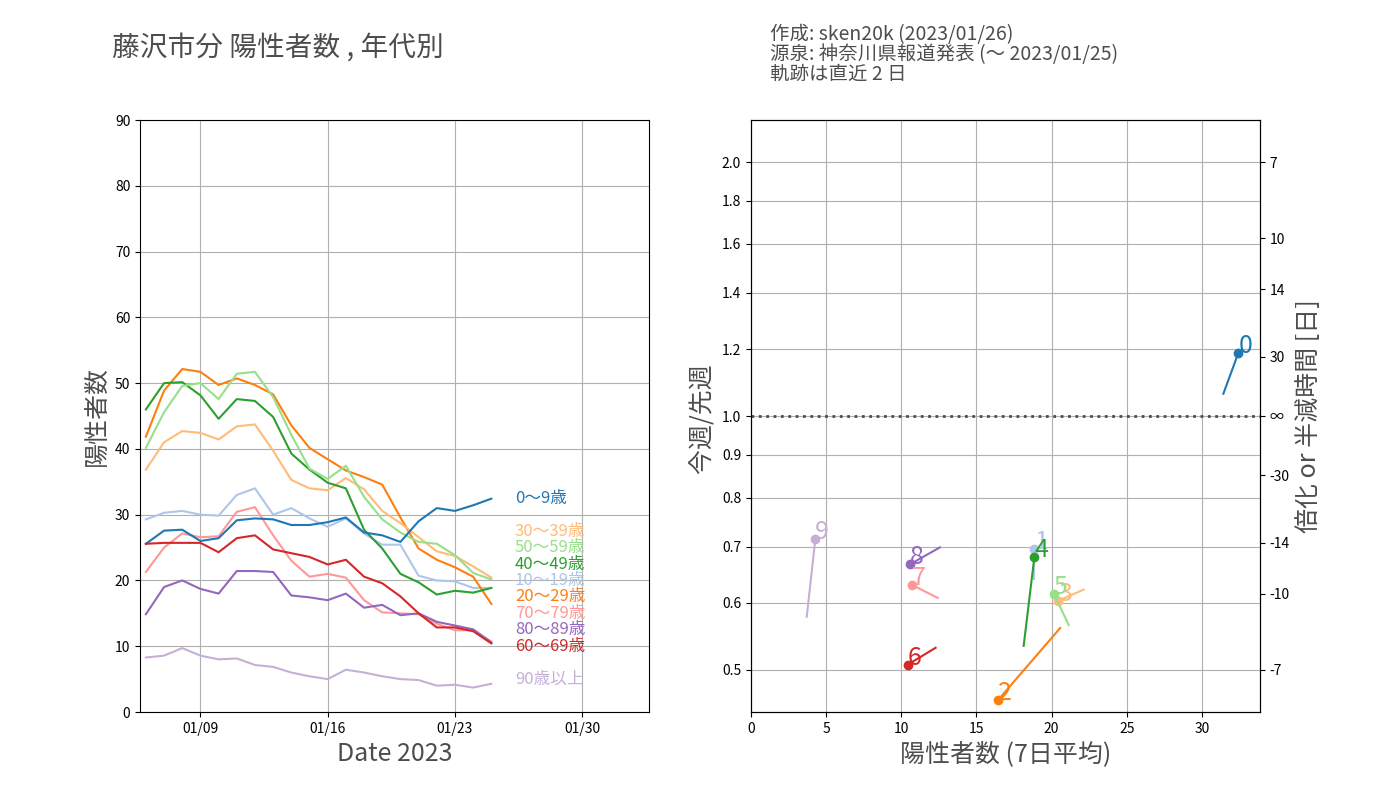 藤沢市分 陽性者数 , 年代別
作成: sken20k (2023/01/26)
源泉: 神奈川県報道発表 (〜 2023/01/25)
軌跡は直近 2 日
陽性者数
90
80
70
60
50
40
30
20
10
0
0〜9歳
30〜39歳
50〜59歳
40〜49歳
10〜19歳
20〜29歳
70〜79歳
80〜89歳
60〜69歳
90歳以上
01/09
01/16
01/23
01/30
Date 2023
今週/先週
2.0
1.8
1.6
1.4
1.2
1.0
0.9
0.8
0.7
0.6
0.5
0
9
1
4
8
7
5
3
6
2
7
10
14
30
∞
-30
-14
-10
-7
倍化 or 半減時間 [日]
0
5
10
15
20
25
30
陽性者数 (7日平均)